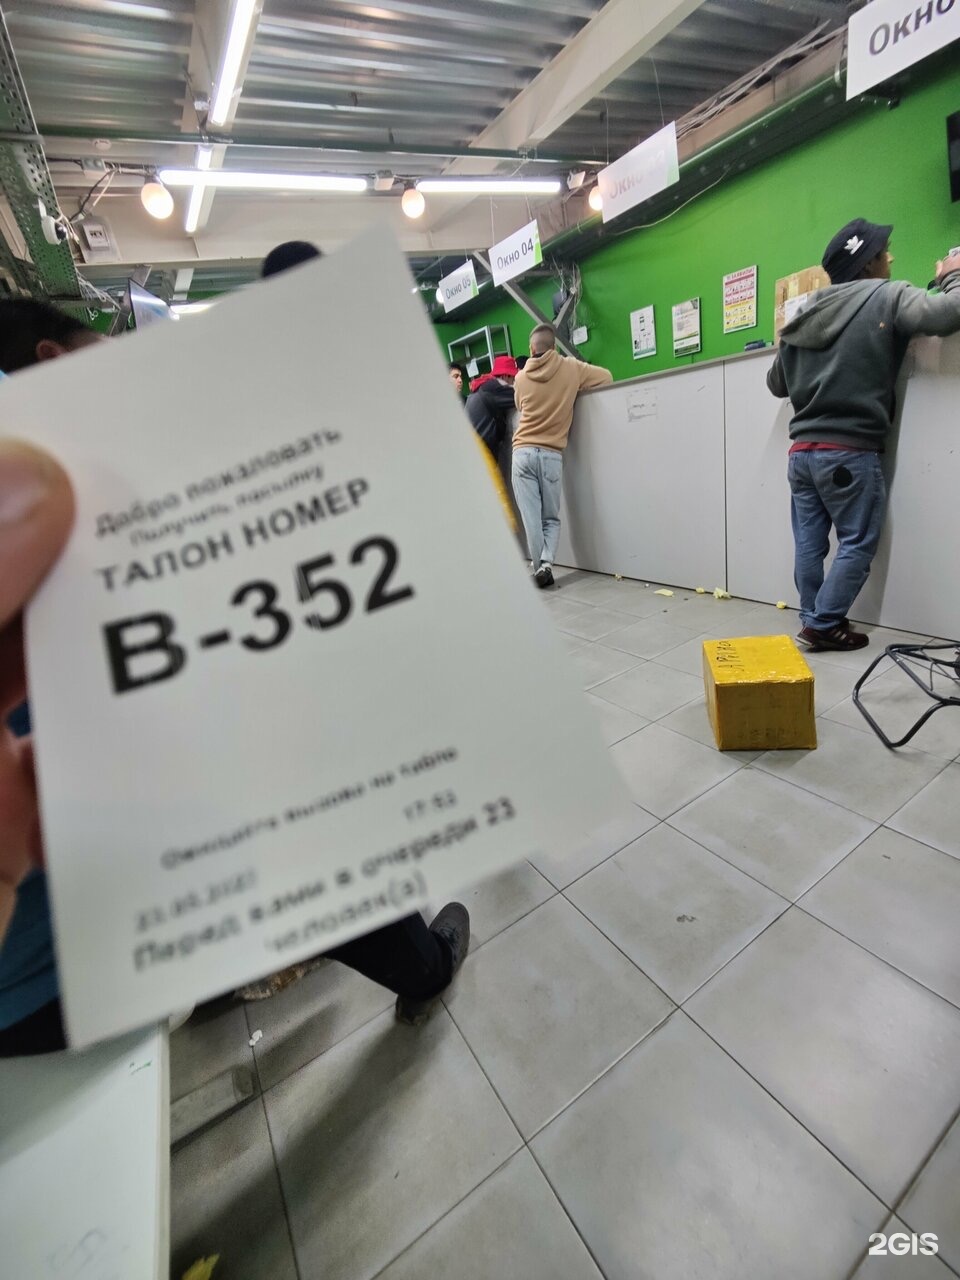 Окно
Окно
Окно 04
Окно 05
Добро пожаловать
Получить посылку
ТАЛОН НОМЕР
B-352
Ожидайте вызова на табло
17:52
Перед вами в очереди 23
человек(а)
2GIS